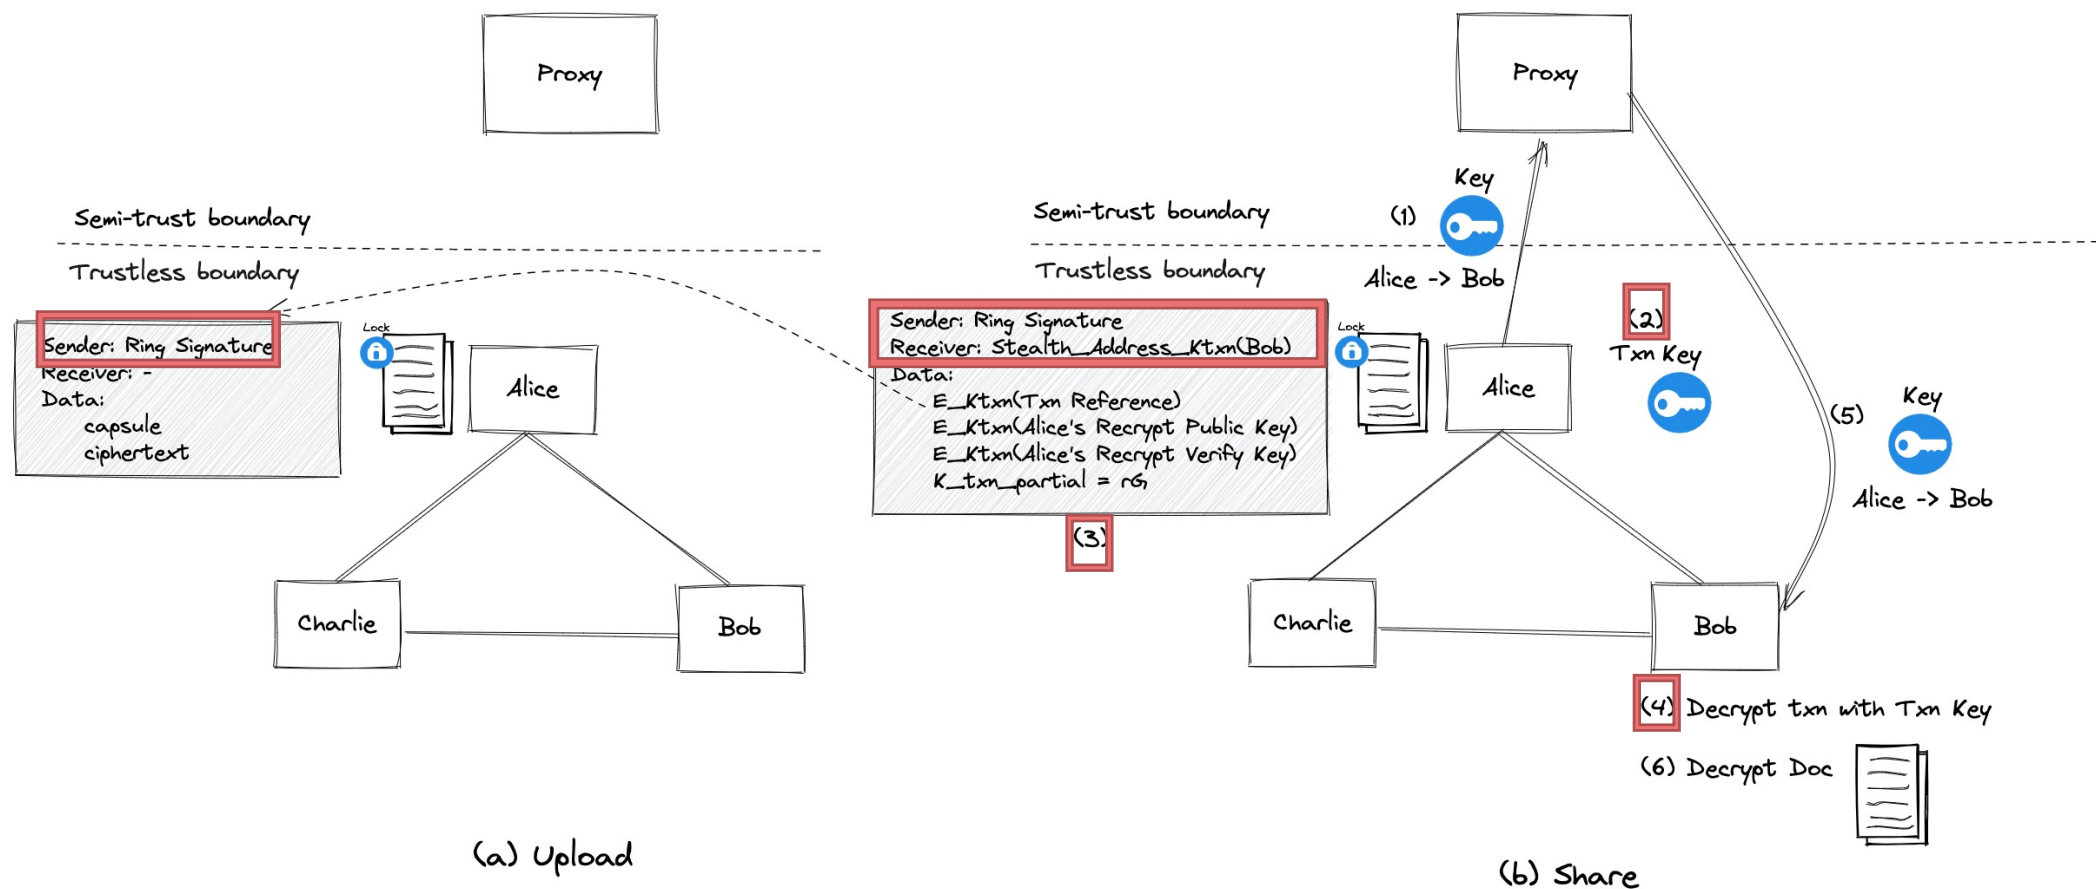 Proxy
Semi-trust boundary
Trustless boundary
Sender: Ring Signature
Receiver: -
Data:
capsule
ciphertext
Lock
Alice
Charlie
Bob
(a) Upload
Proxy
Key
(1)
Semi-trust boundary
Trustless boundary
Alice -> Bob
Sender: Ring Signature
Receiver: Stealth_Address_Ktxn(Bob)
Data:
E_Ktxn(Txn Reference)
E_Ktxn(Alice's Recrypt Public Key)
E_Ktxn(Alice's Recrypt Verify Key)
K_txn_partial = rG
(3)
Lock
Alice
(2)
Txn Key
(5)
Key
Alice -> Bob
Charlie
Bob
(4) Decrypt txn with Txn Key
(6) Decrypt Doc
(b) Share